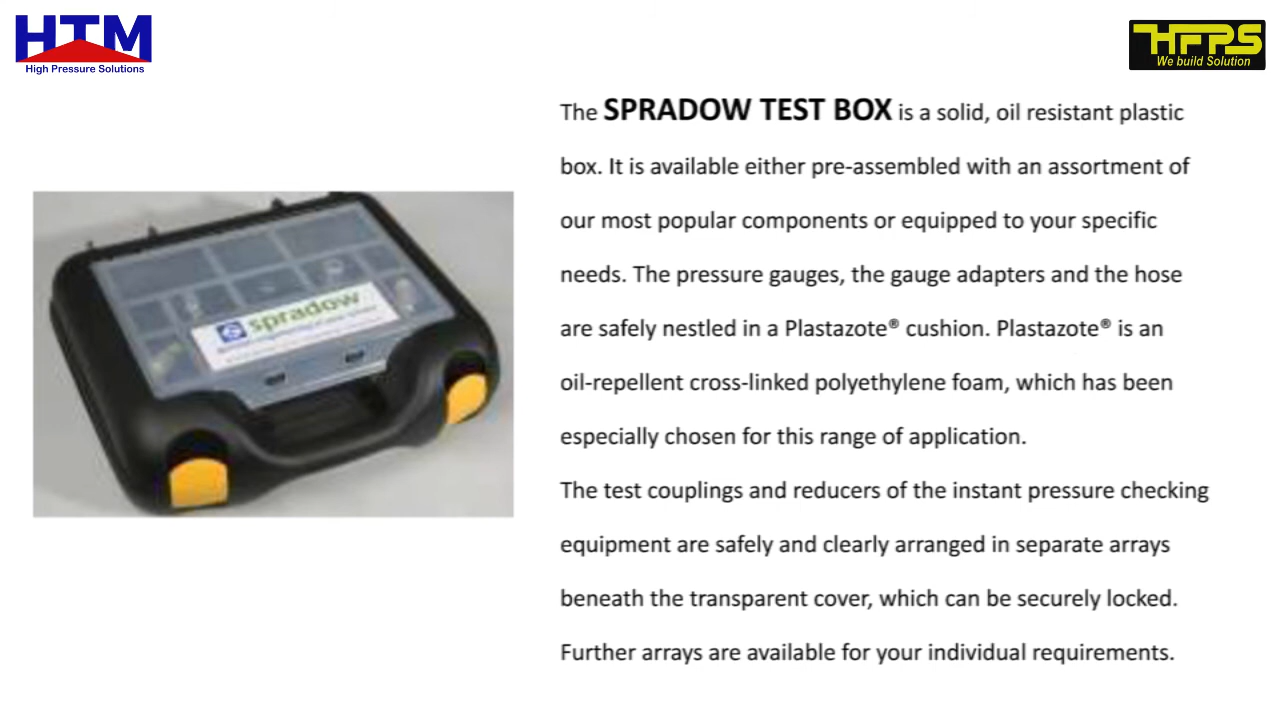 HTM
High Pressure Solutions
HFPS
We build Solution
The SPRADOW TEST BOX is a solid, oil resistant plastic
box. It is available either pre-assembled with an assortment of
our most popular components or equipped to your specific
needs. The pressure gauges, the gauge adapters and the hose
are safely nestled in a Plastazote® cushion. Plastazote® is an
oil-repellent cross-linked polyethylene foam, which has been
especially chosen for this range of application.
The test couplings and reducers of the instant pressure checking
equipment are safely and clearly arranged in separate arrays
beneath the transparent cover, which can be securely locked.
Further arrays are available for your individual requirements.
spradow